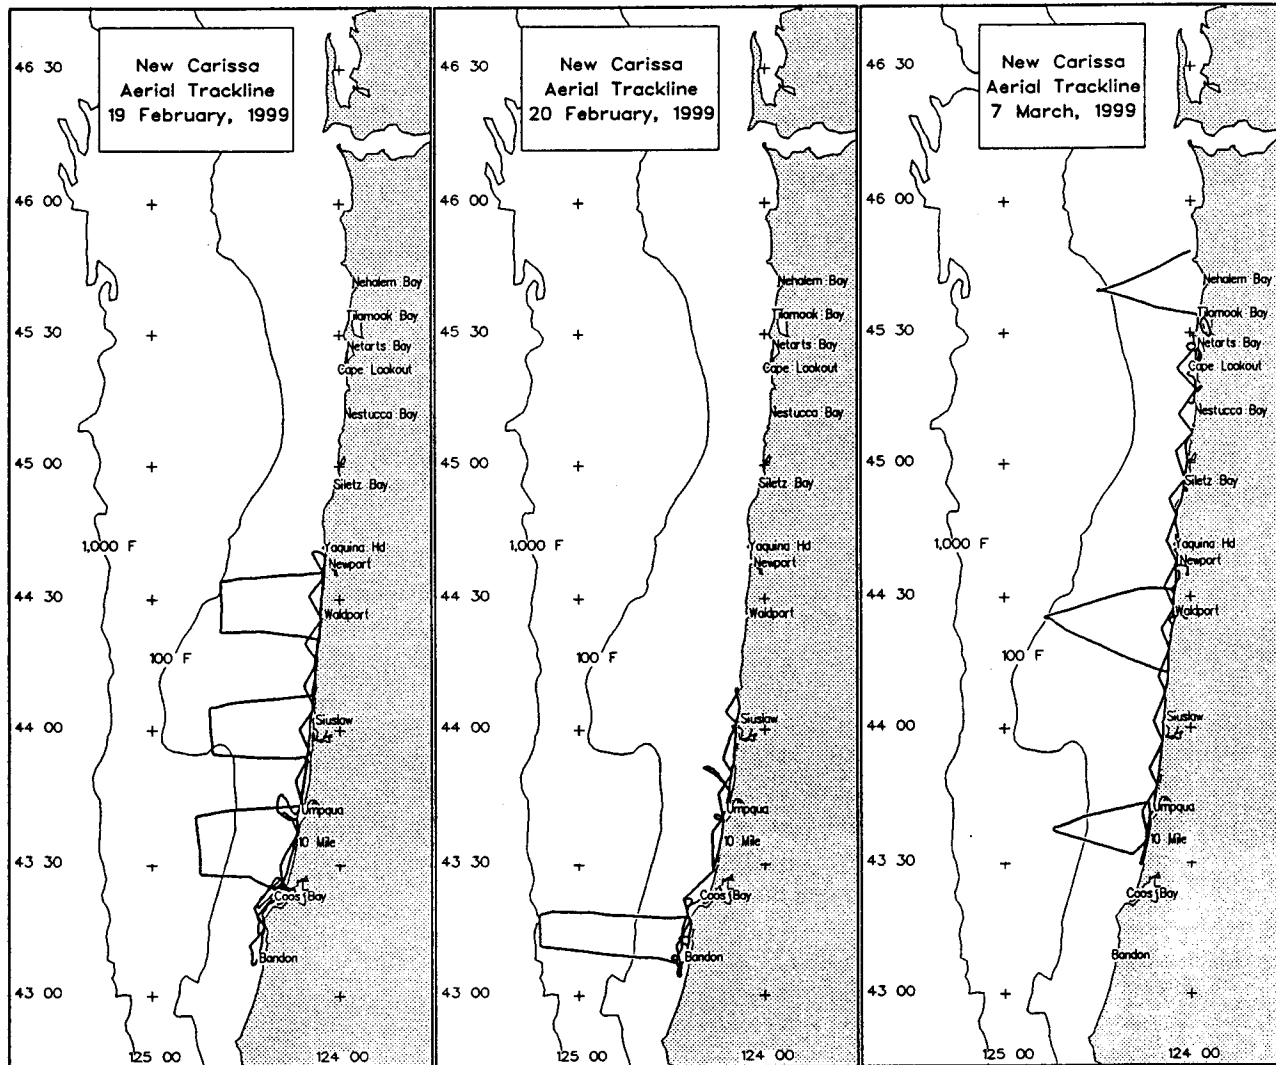 New Carissa
Aerial Trackline
19 February, 1999
46 30
46 00
Nehalem Bay
Tilamook Bay
45 30
Netarts Bay
Cape Lookout
Nestucca Bay
45 00
Siletz Bay
1,000 F
Yaquina Hd
Newport
44 30
Waldport
100 F
Siuslaw
44 00
Umpqua
10 Mile
43 30
Coos Bay
Bandon
43 00
125 00
124 00
New Carissa
Aerial Trackline
20 February, 1999
46 30
46 00
Nehalem Bay
Tilamook Bay
45 30
Netarts Bay
Cape Lookout
Nestucca Bay
45 00
Siletz Bay
1,000 F
Yaquina Hd
Newport
44 30
Waldport
100 F
Siuslaw
44 00
Umpqua
10 Mile
43 30
Coos Bay
Bandon
43 00
125 00
124 00
New Carissa
Aerial Trackline
7 March, 1999
46 30
46 00
Nehalem Bay
Tilamook Bay
45 30
Netarts Bay
Cape Lookout
Nestucca Bay
45 00
Siletz Bay
1,000 F
Yaquina Hd
Newport
44 30
Waldport
100 F
Siuslaw
44 00
Umpqua
10 Mile
43 30
Coos Bay
Bandon
43 00
125 00
124 00